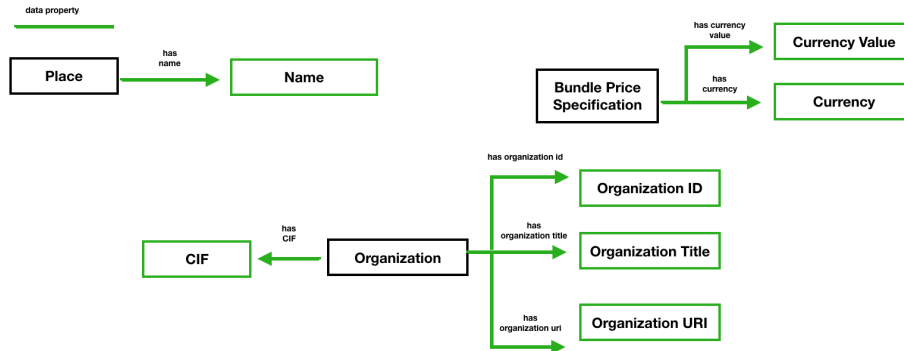 data property
has
name
Place
Name
has currency
value
Currency Value
Bundle Price
Specification
has
currency
Currency
has organization id
Organization ID
has
CIF
CIF
Organization
has
organization title
Organization Title
has
organization uri
Organization URI